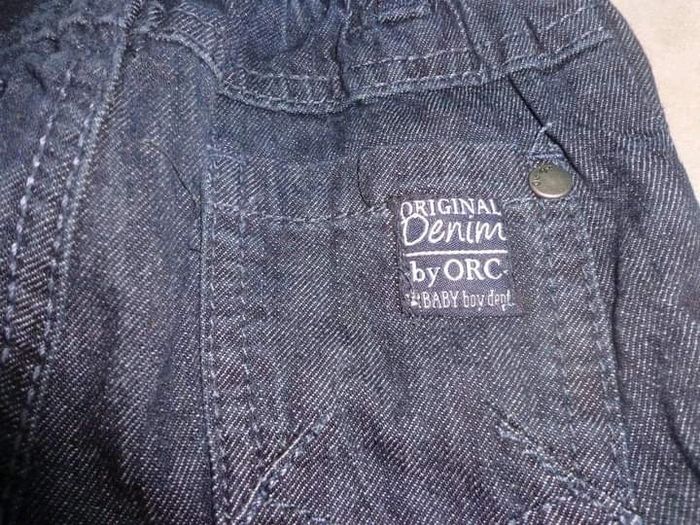 ORIGINAL
Denim
by ORC
BABY boy dept.